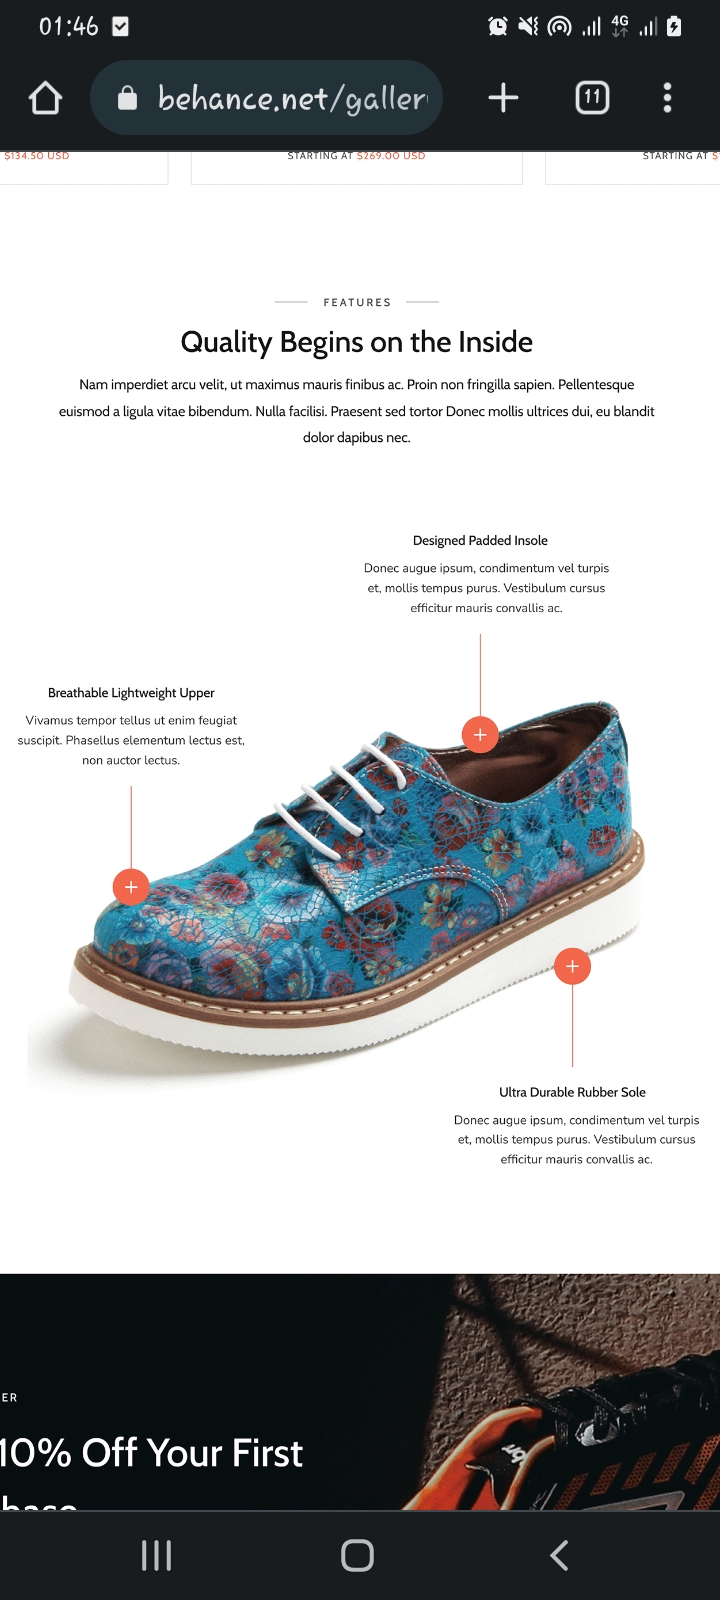 01:46
4G
behance.net/galler
11
$134.50 USD
STARTING AT $269.00 USD
STARTING AT $
FEATURES
Quality Begins on the Inside
Nam imperdiet arcu velit, ut maximus mauris finibus ac. Proin non fringilla sapien. Pellentesque
euismod a ligula vitae bibendum. Nulla facilisi. Praesent sed tortor Donec mollis ultrices dui, eu blandit
dolor dapibus nec.
Designed Padded Insole
Donec augue ipsum, condimentum vel turpis
et, mollis tempus purus. Vestibulum cursus
efficitur mauris convallis ac.
Breathable Lightweight Upper
Vivamus tempor tellus ut enim feugiat
suscipit. Phasellus elementum lectus est,
non auctor lectus.
Ultra Durable Rubber Sole
Donec augue ipsum, condimentum vel turpis
et, mollis tempus purus. Vestibulum cursus
efficitur mauris convallis ac.
ER
10% Off Your First